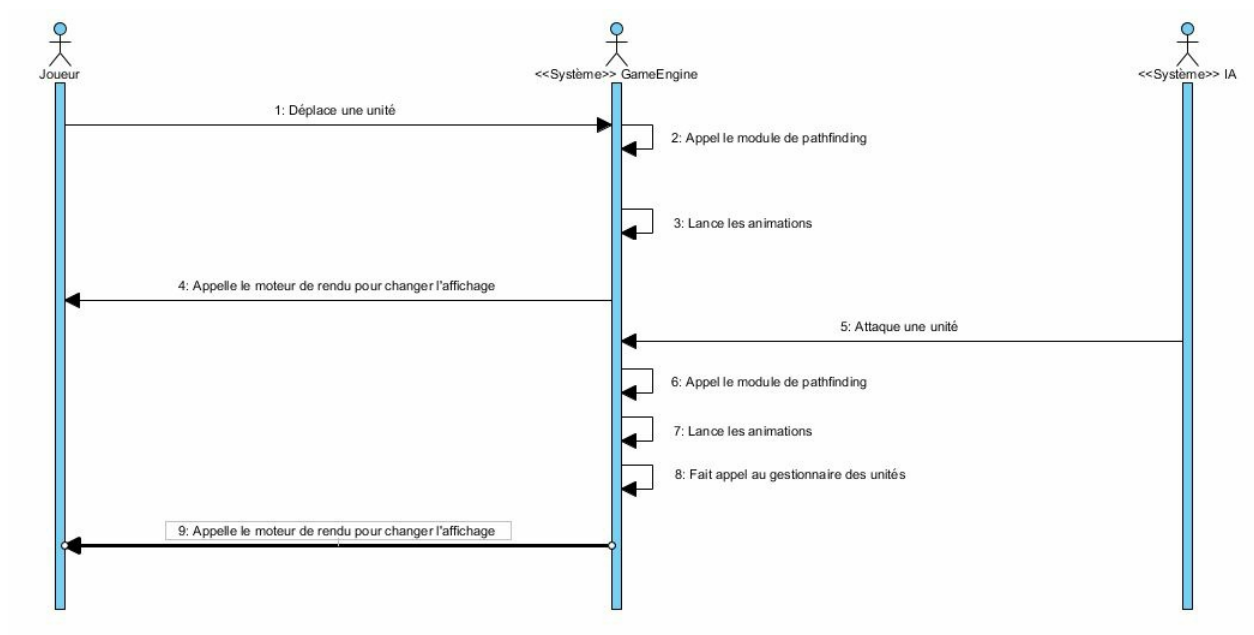 Joueur
<<Système>> GameEngine
<<Système>> IA
1: Déplace une unité
2: Appel le module de pathfinding
3: Lance les animations
4: Appelle le moteur de rendu pour changer l'affichage
5: Attaque une unité
6: Appel le module de pathfinding
7: Lance les animations
8: Fait appel au gestionnaire des unités
9: Appelle le moteur de rendu pour changer l'affichage